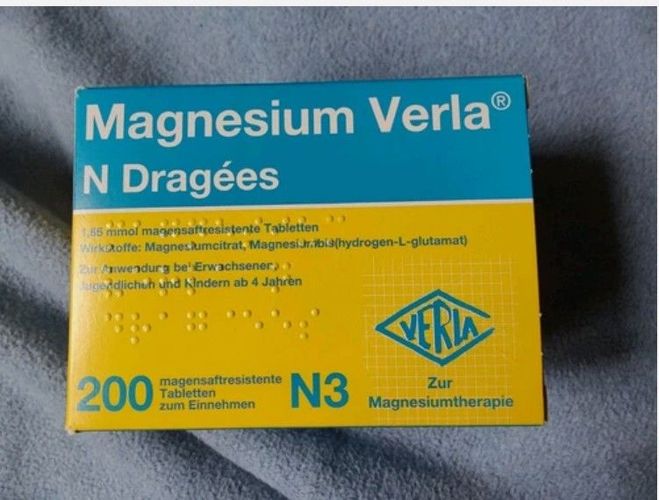 Magnesium Verla®
N Dragées
1,65 mmol magensaftresistente Tabletten
Wirkstoffe: Magnesiumcitrat, Magnesium-bis(hydrogen-L-glutamat)
Zur Anwendung bei Erwachsenen,
Jugendlichen und Kindern ab 4 Jahren
VERLA
200 magensaftresistente
Tabletten
zum Einnehmen
N3
Zur
Magnesiumtherapie